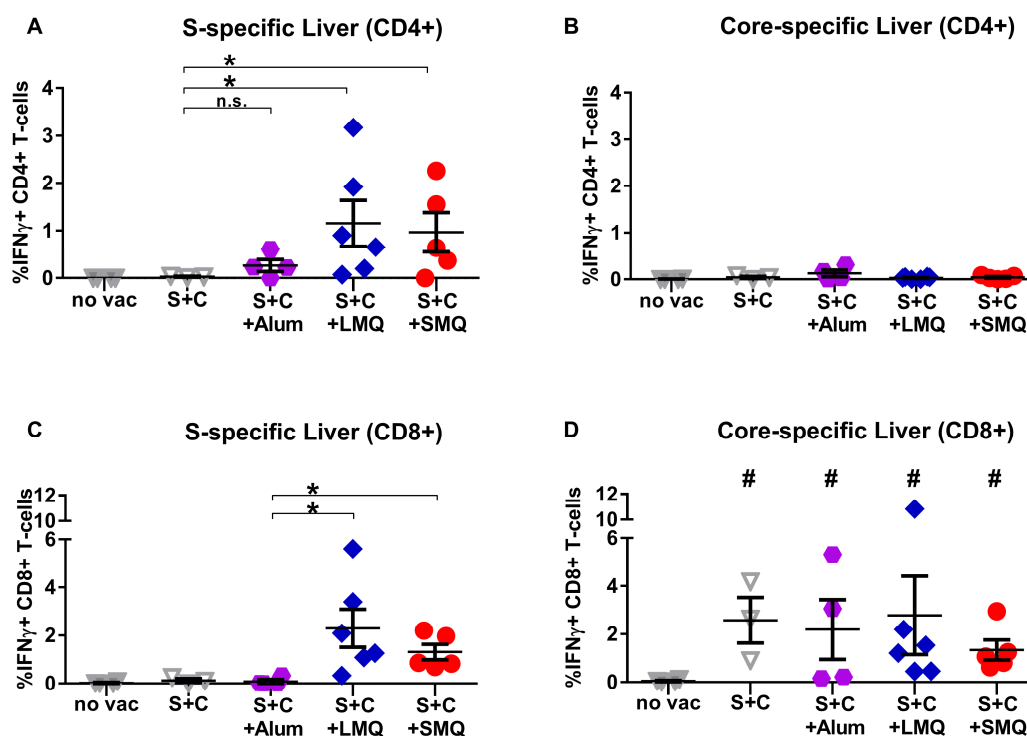 A
S-specific Liver (CD4+)
%IFNγ+ CD4+ T-cells
4
3
2
1
0
*
*
n.s.
no vac
S+C
S+C
+Alum
S+C
+LMQ
S+C
+SMQ
B
Core-specific Liver (CD4+)
%IFNγ+ CD4+ T-cells
4
3
2
1
0
no vac
S+C
S+C
+Alum
S+C
+LMQ
S+C
+SMQ
C
S-specific Liver (CD8+)
%IFNγ+ CD8+ T-cells
12
10
6
4
2
0
*
*
no vac
S+C
S+C
+Alum
S+C
+LMQ
S+C
+SMQ
D
Core-specific Liver (CD8+)
%IFNγ+ CD8+ T-cells
12
10
6
4
2
0
# # # #
no vac
S+C
S+C
+Alum
S+C
+LMQ
S+C
+SMQ